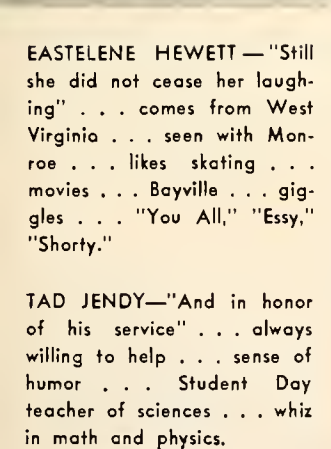 EASTELENE HEWETT—"Still
she did not cease her laugh-
ing" . . . comes from West
Virginia . . . seen with Mon-
roe . . . likes skating . . .
movies . . . Bayville . . . gig-
gles . . . "You All," "Essy,"
"Shorty."

TAD JENDY—"And in honor
of his service" . . . always
willing to help . . . sense of
humor . . . Student Day
teacher of sciences . . . whiz
in math and physics.